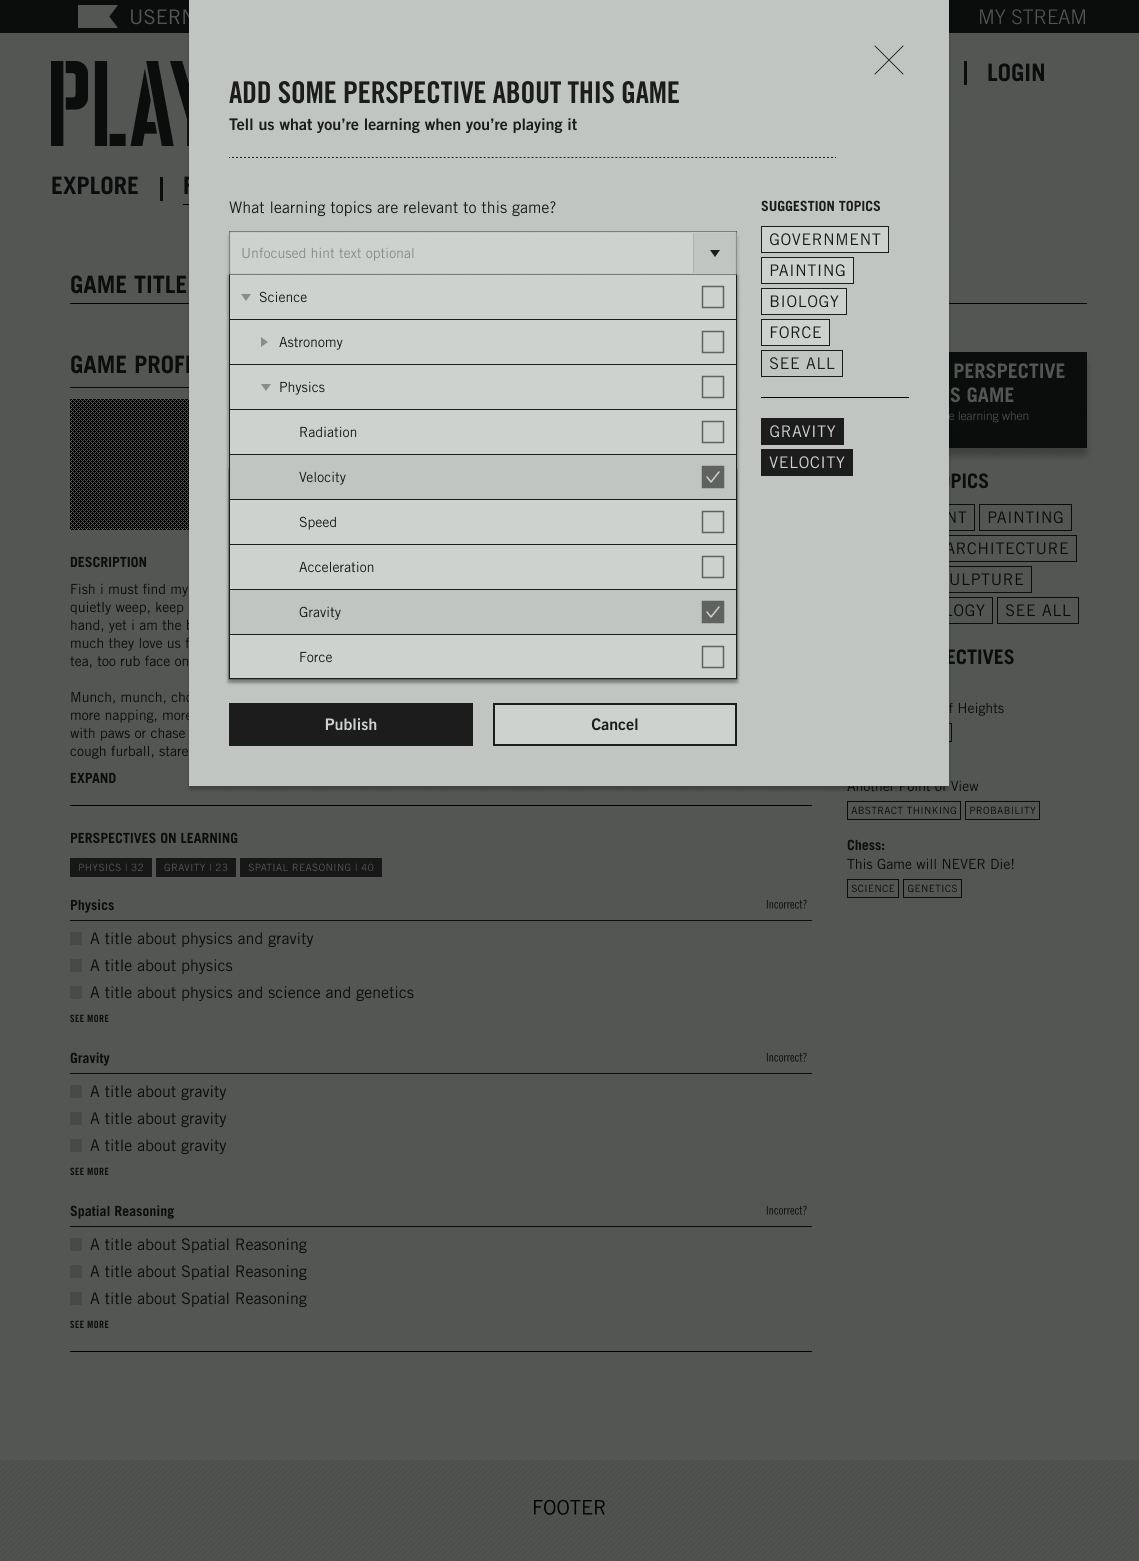 USERN
MY STREAM
PLAY
LOGIN
EXPLORE
ADD SOME PERSPECTIVE ABOUT THIS GAME
Tell us what you're learning when you're playing it
What learning topics are relevant to this game?
Unfocused hint text optional
Science
Astronomy
Physics
Radiation
Velocity
Speed
Acceleration
Gravity
Force
Publish
Cancel
SUGGESTION TOPICS
GOVERNMENT
PAINTING
BIOLOGY
FORCE
SEE ALL
GRAVITY
VELOCITY
GAME TITLE
GAME PROFI
DESCRIPTION
Fish i must find my
quietly weep, keep
hand, yet i am the b
much they love us f
tea, too rub face on
Munch, munch, cho
more napping, more
with paws or chase
cough furball, stare
EXPAND
PERSPECTIVE
S GAME
e learning when
OPICS
NT PAINTING
ARCHITECTURE
ULPTURE
LOGY SEE ALL
ECTIVES
f Heights
Another Point of View
ABSTRACT THINKING PROBABILITY
Chess:
This Game will NEVER Die!
SCIENCE GENETICS
PERSPECTIVES ON LEARNING
PHYSICS | 32 GRAVITY | 23 SPATIAL REASONING | 40
Physics Incorrect?
A title about physics and gravity
A title about physics
A title about physics and science and genetics
SEE MORE
Gravity Incorrect?
A title about gravity
A title about gravity
A title about gravity
SEE MORE
Spatial Reasoning Incorrect?
A title about Spatial Reasoning
A title about Spatial Reasoning
A title about Spatial Reasoning
SEE MORE
FOOTER